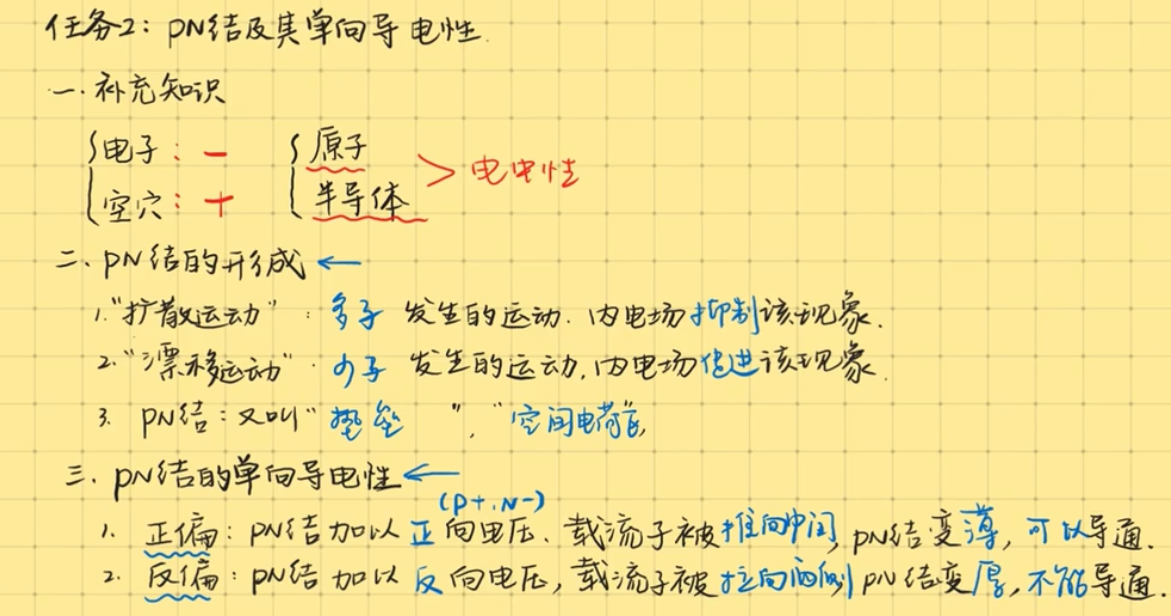 任务2：PN结及其单向导电性.
一.补充知识
{电子：－ {原子
{空穴：＋ {半导体 > 电中性
二、PN结的形成 ←
1."扩散运动"：多子 发生的运动.内电场抑制该现象.
2."漂移运动"：少子 发生的运动,内电场促进该现象.
3. PN结：又叫"势垒 "，"空间电荷区"
三、PN结的单向导电性 ←
(P+.N-)
1. 正偏：PN结加以正向电压、载流子被推向中间,PN结变薄,可以导通.
2. 反偏：PN结加以反向电压,载流子被拉向两侧 PN结变厚,不能导通.